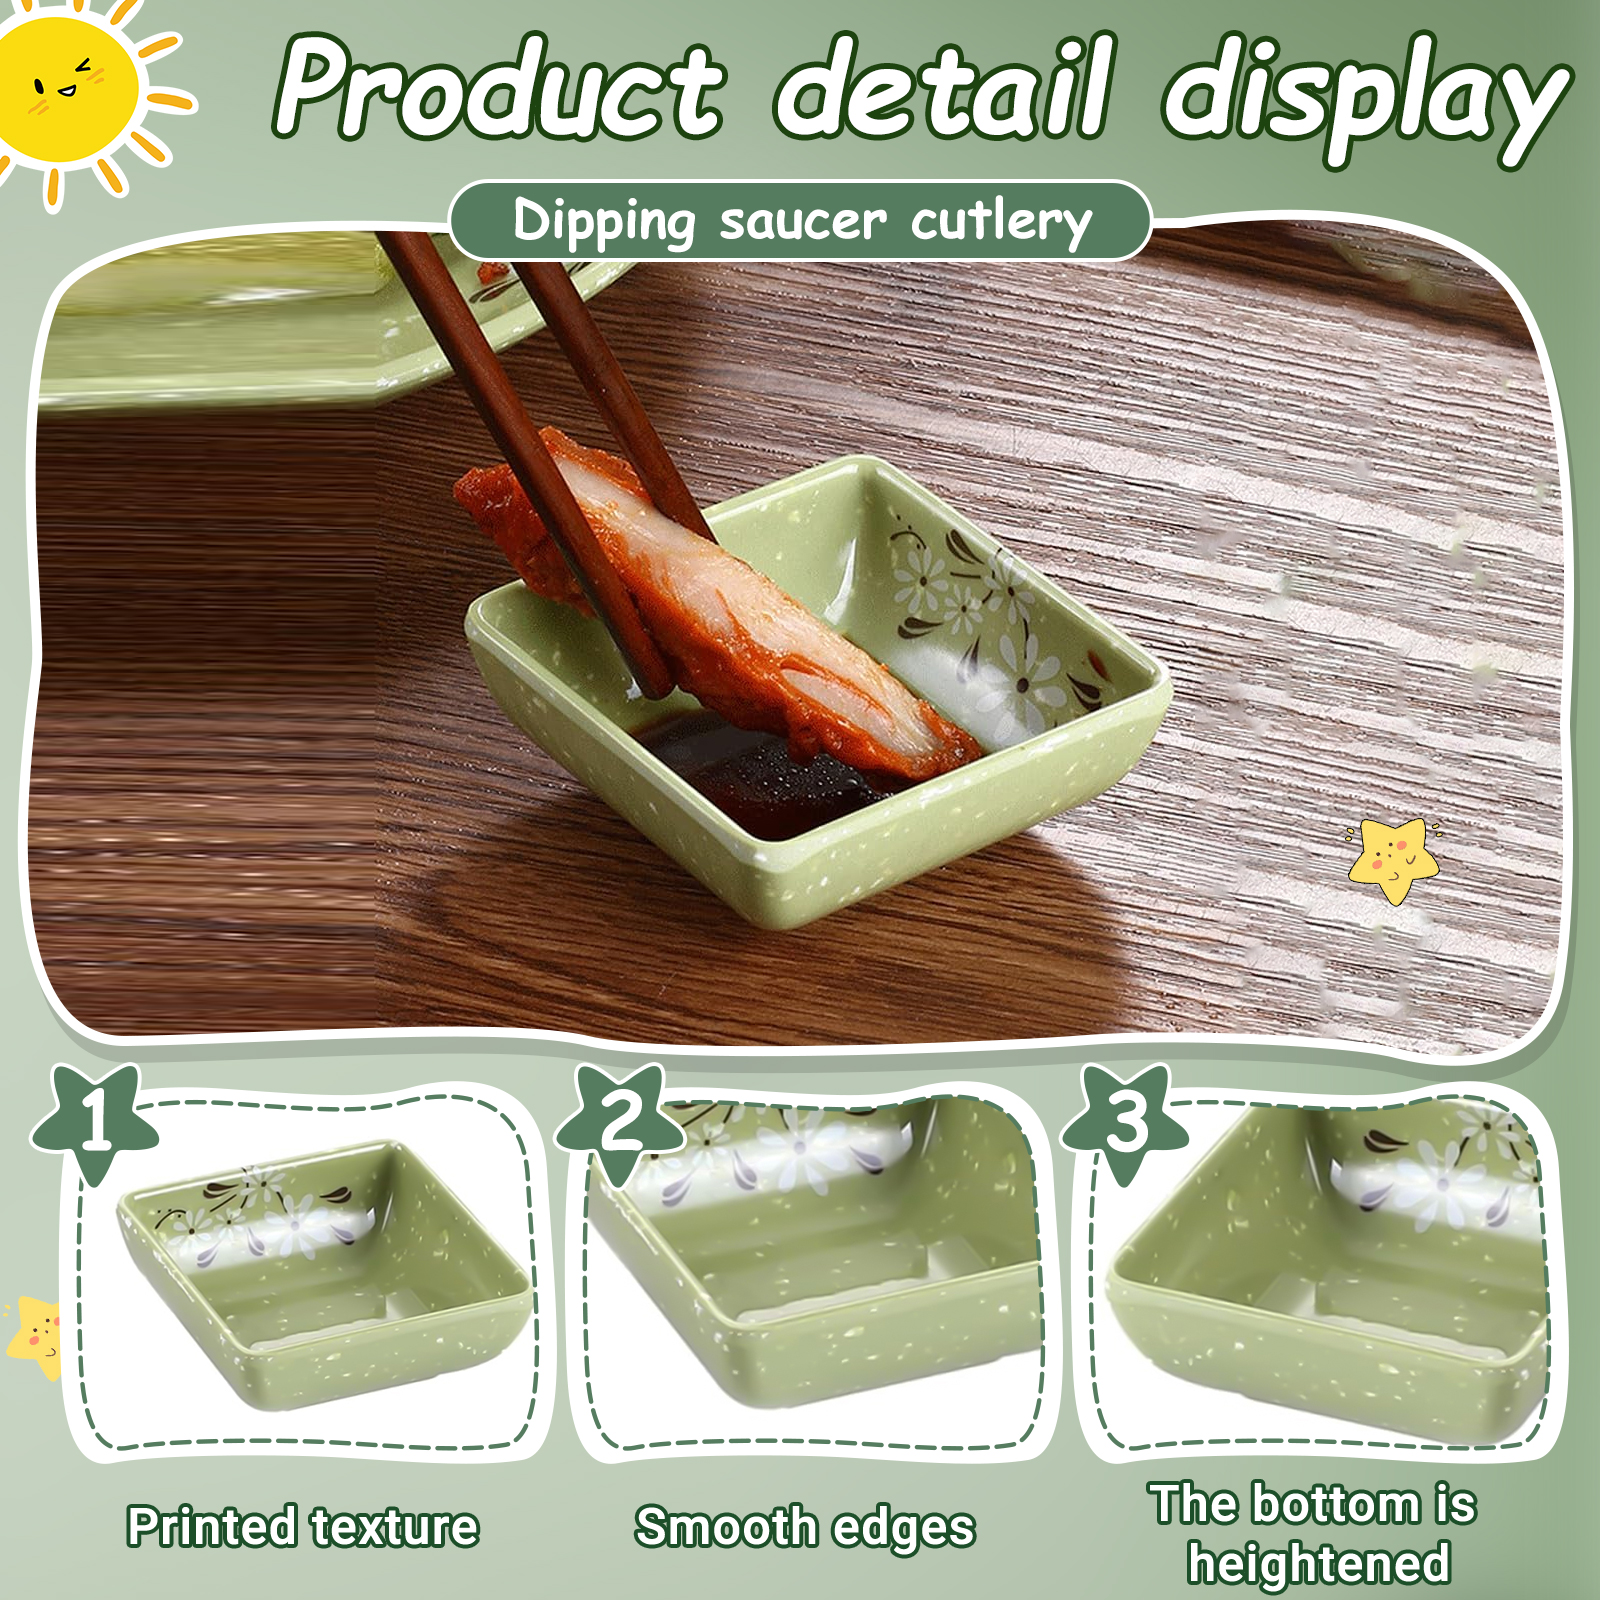 Product detail display
Dipping saucer cutlery
1
2
3
Printed texture
Smooth edges
The bottom is
heightened